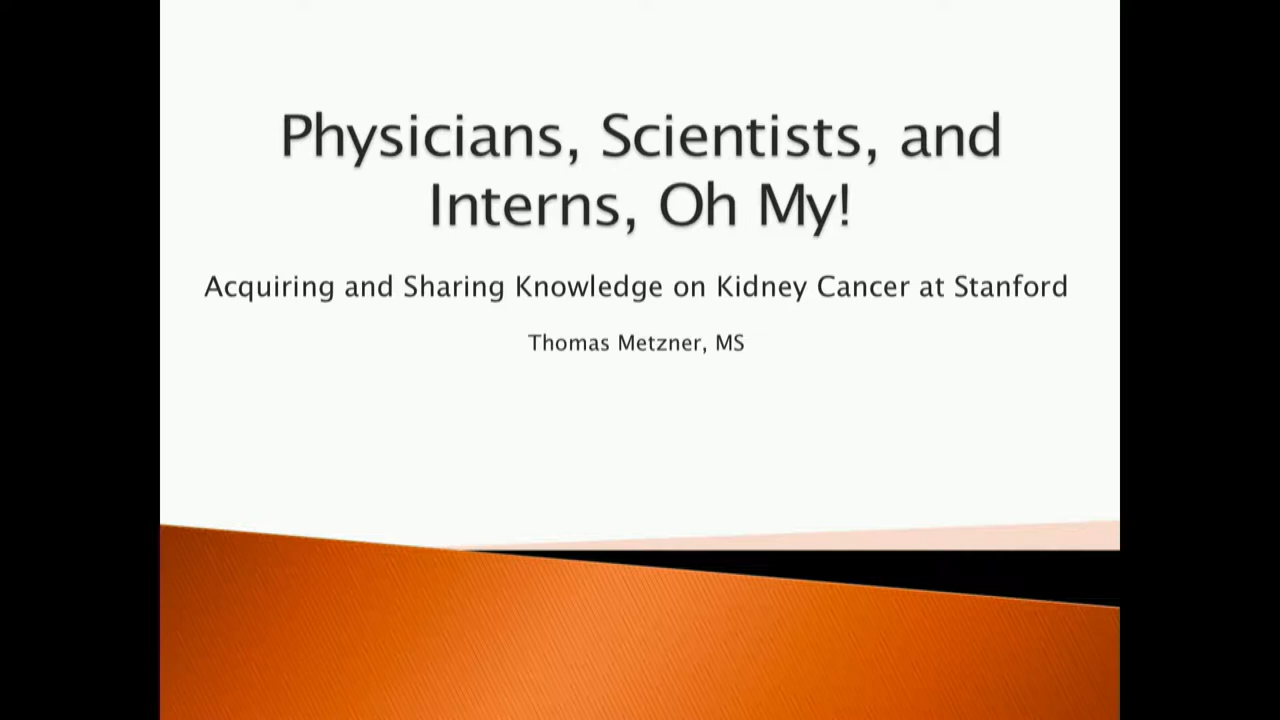 Physicians, Scientists, and
Interns, Oh My!
Acquiring and Sharing Knowledge on Kidney Cancer at Stanford
Thomas Metzner, MS